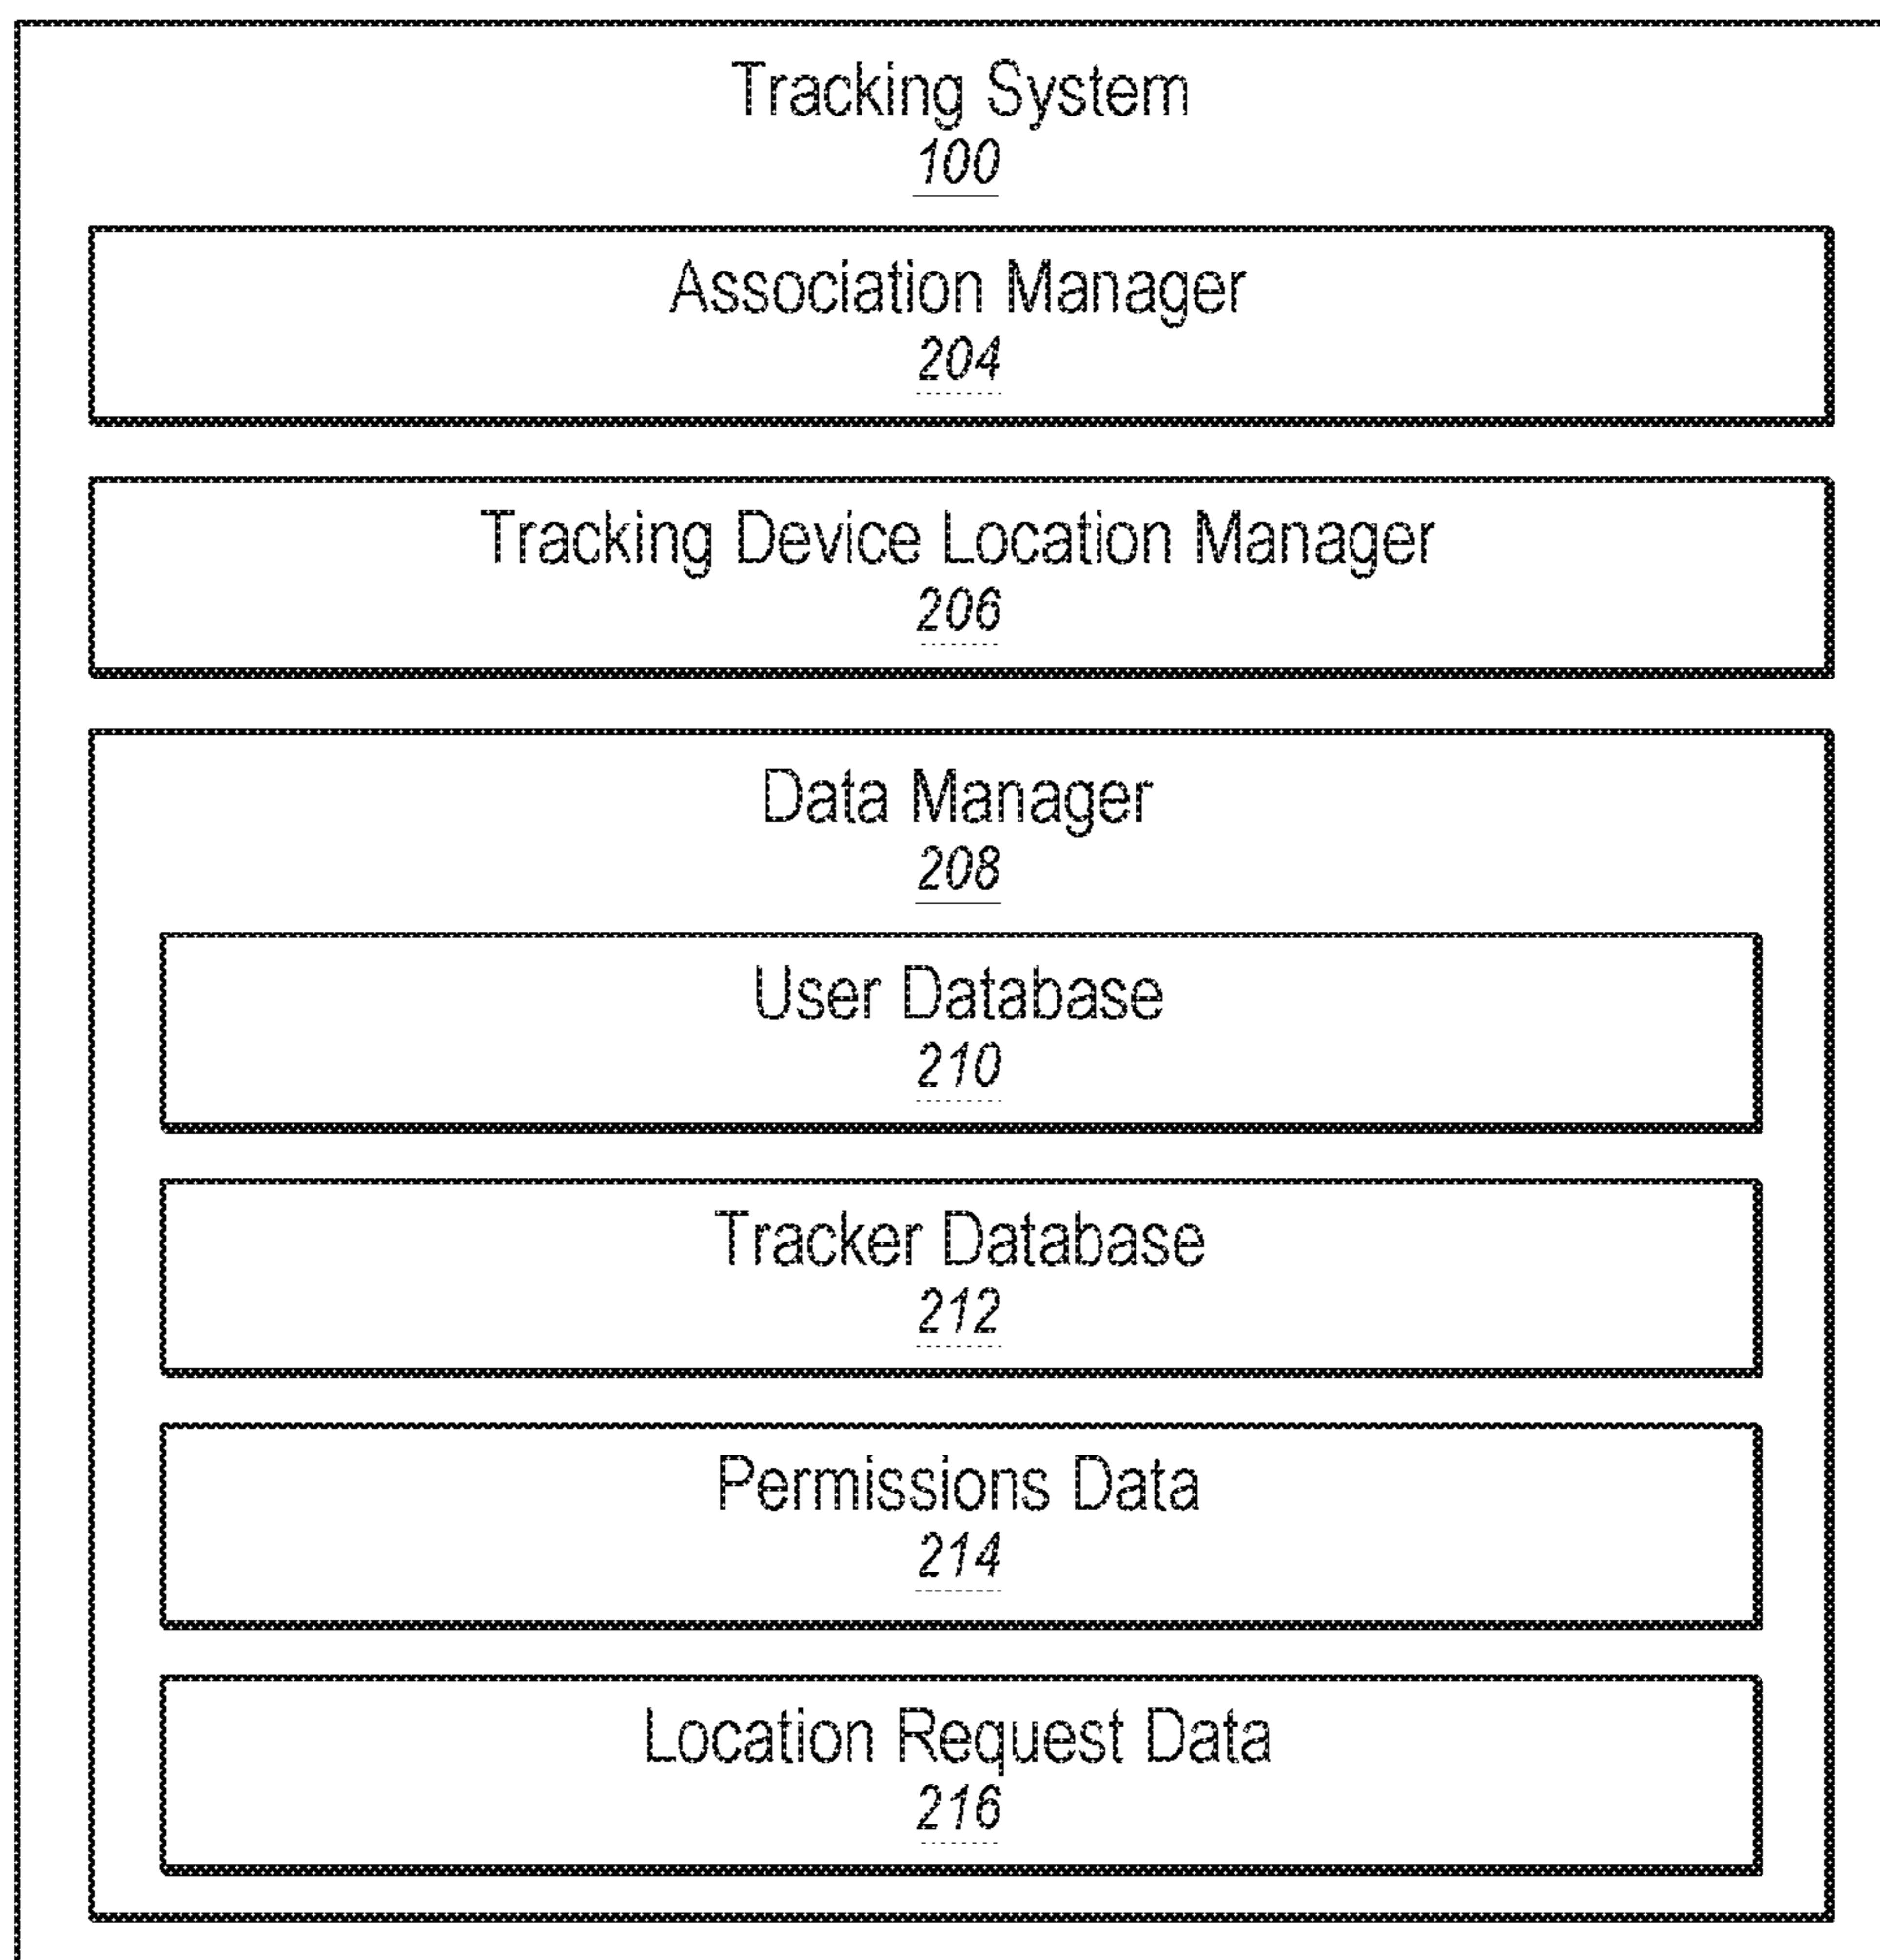 Tracking System
100
Association Manager
204
Tracking Device Location Manager
206
Data Manager
208
User Database
210
Tracker Database
212
Permissions Data
214
Location Request Data
216